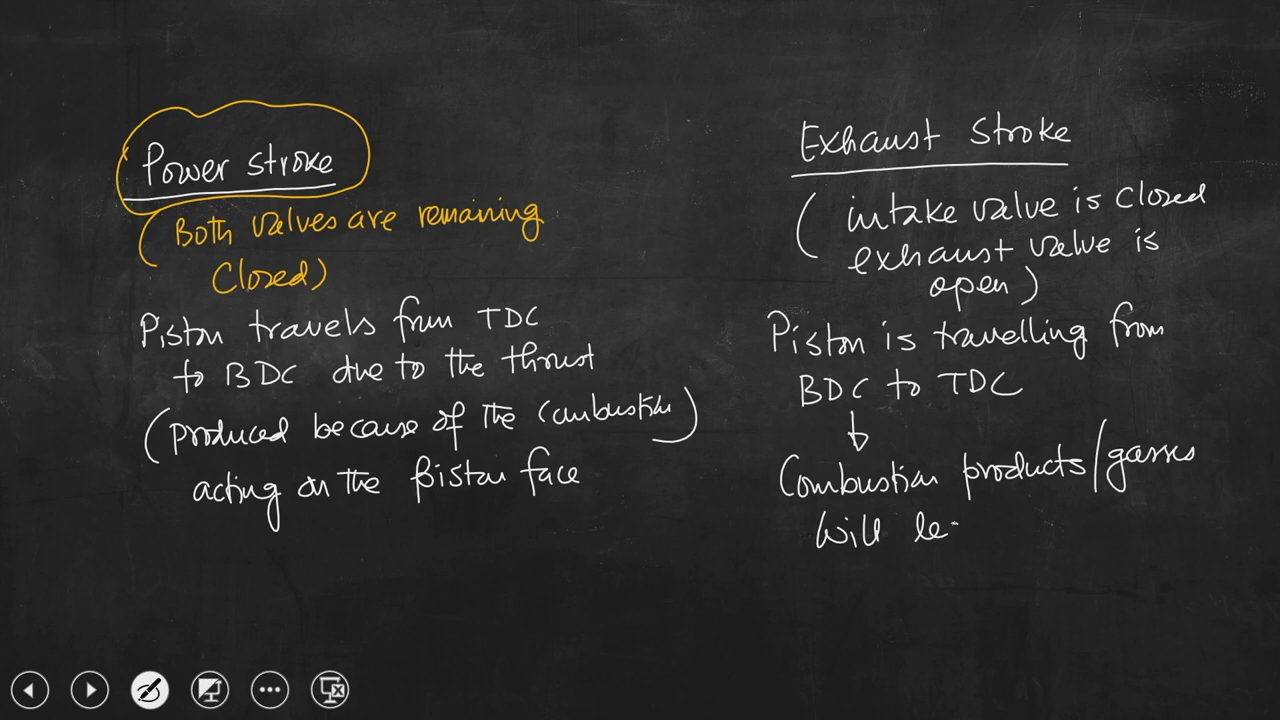 Power stroke
(Both valves are remaining
Closed)
Piston travels from TDC
to BDC due to the thrust
(produced because of the combustion)
acting on the piston face
Exhaust Stroke
(intake valve is closed
exhaust valve is
open)
Piston is travelling from
BDC to TDC
↓
Combustion products/gasses
will le